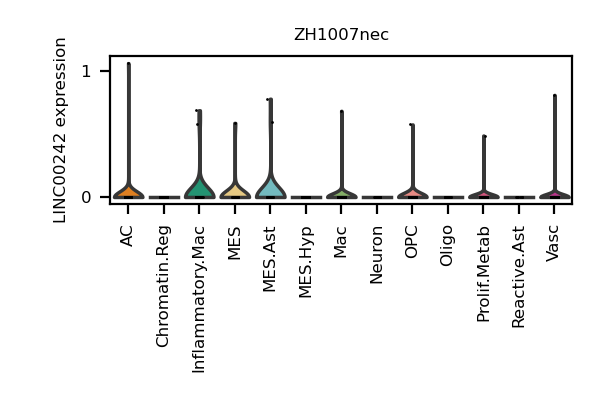 ZH1007nec
LINC00242 expression
1
0
AC
Chromatin.Reg
Inflammatory.Mac
MES
MES.Ast
MES.Hyp
Mac
Neuron
OPC
Oligo
Prolif.Metab
Reactive.Ast
Vasc